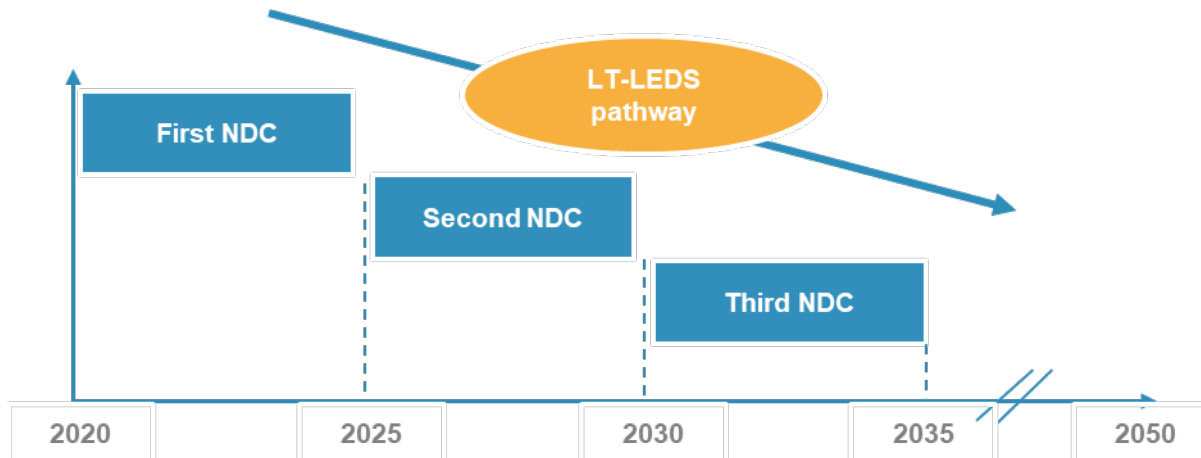 LT-LEDS
pathway
First NDC
Second NDC
Third NDC
2020
2025
2030
2035
2050